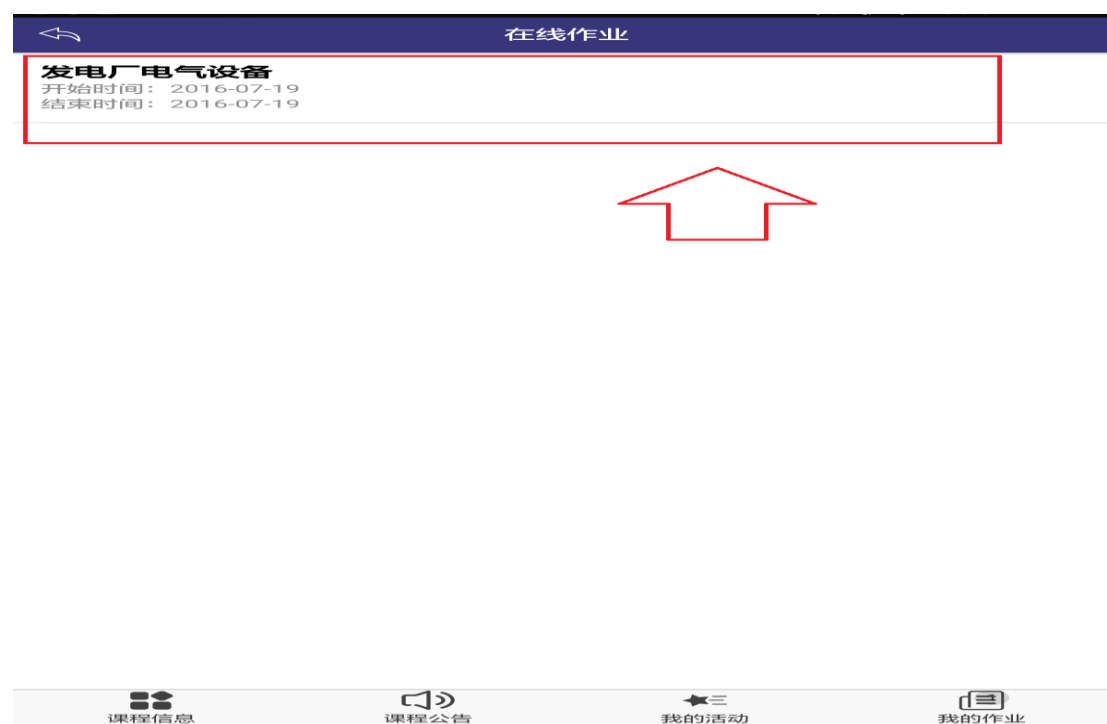 在线作业
发电厂电气设备
开始时间： 2016-07-19
结束时间： 2016-07-19
课程信息
课程公告
我的活动
我的作业